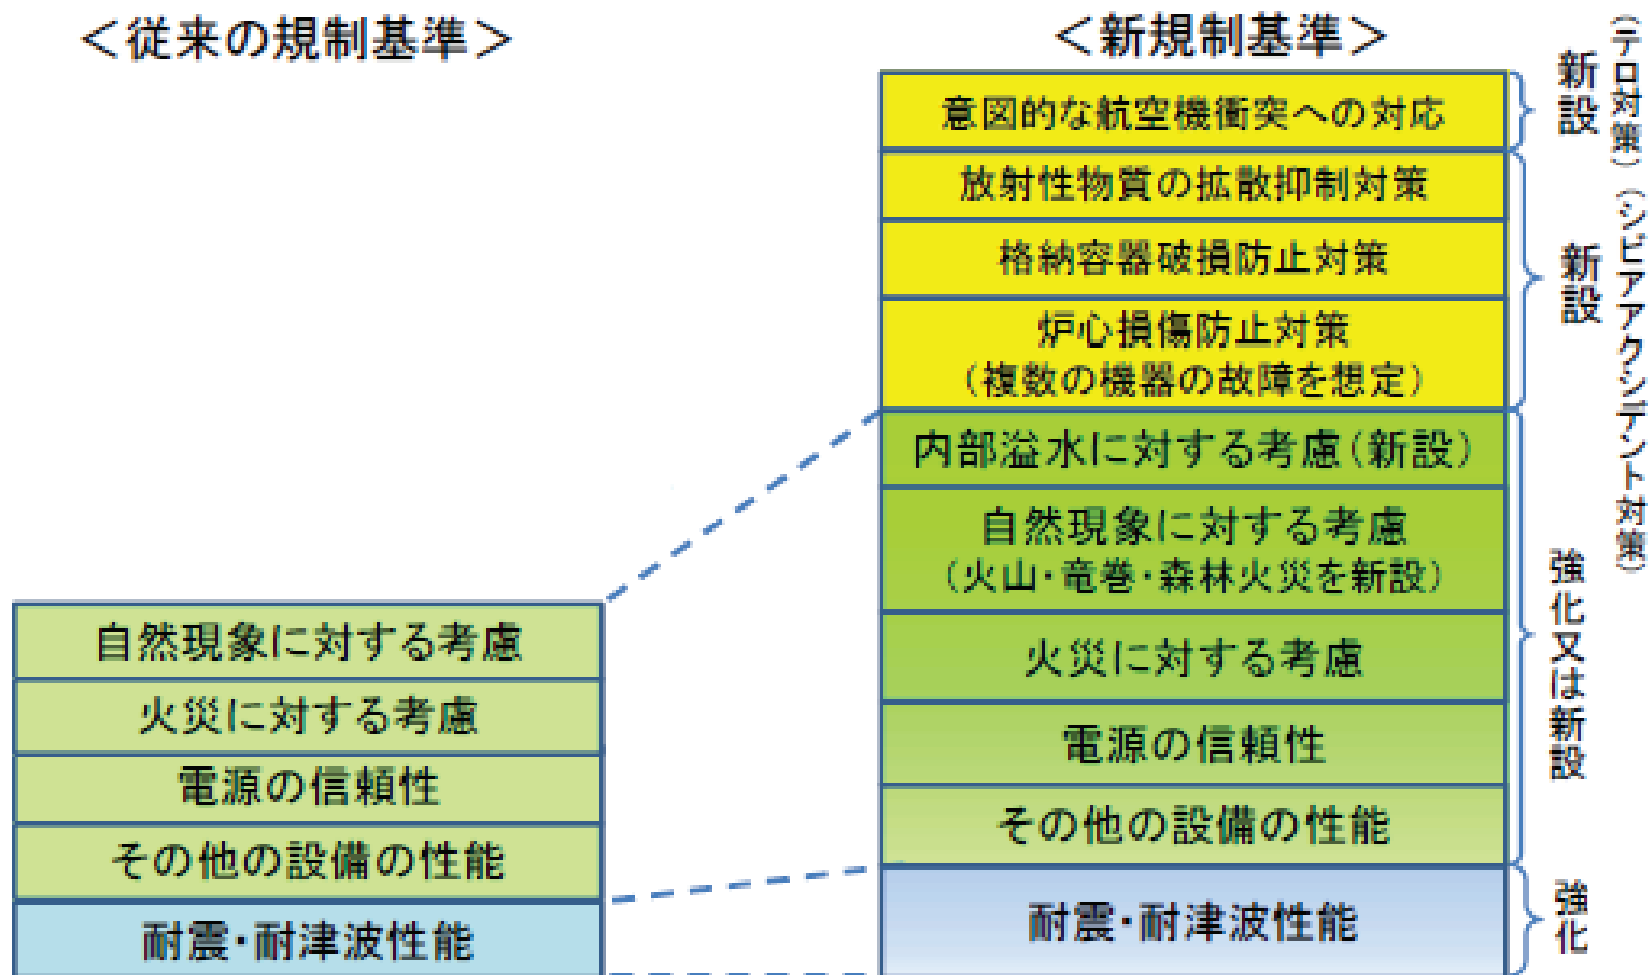 ＜従来の規制基準＞
自然現象に対する考慮
火災に対する考慮
電源の信頼性
その他の設備の性能
耐震・耐津波性能
＜新規制基準＞
意図的な航空機衝突への対応
放射性物質の拡散抑制対策
格納容器破損防止対策
炉心損傷防止対策
（複数の機器の故障を想定）
内部溢水に対する考慮（新設）
自然現象に対する考慮
（火山・竜巻・森林火災を新設）
火災に対する考慮
電源の信頼性
その他の設備の性能
耐震・耐津波性能
新設
（テロ対策）
新設
（シビアアクシデント対策）
強化又は新設
強化